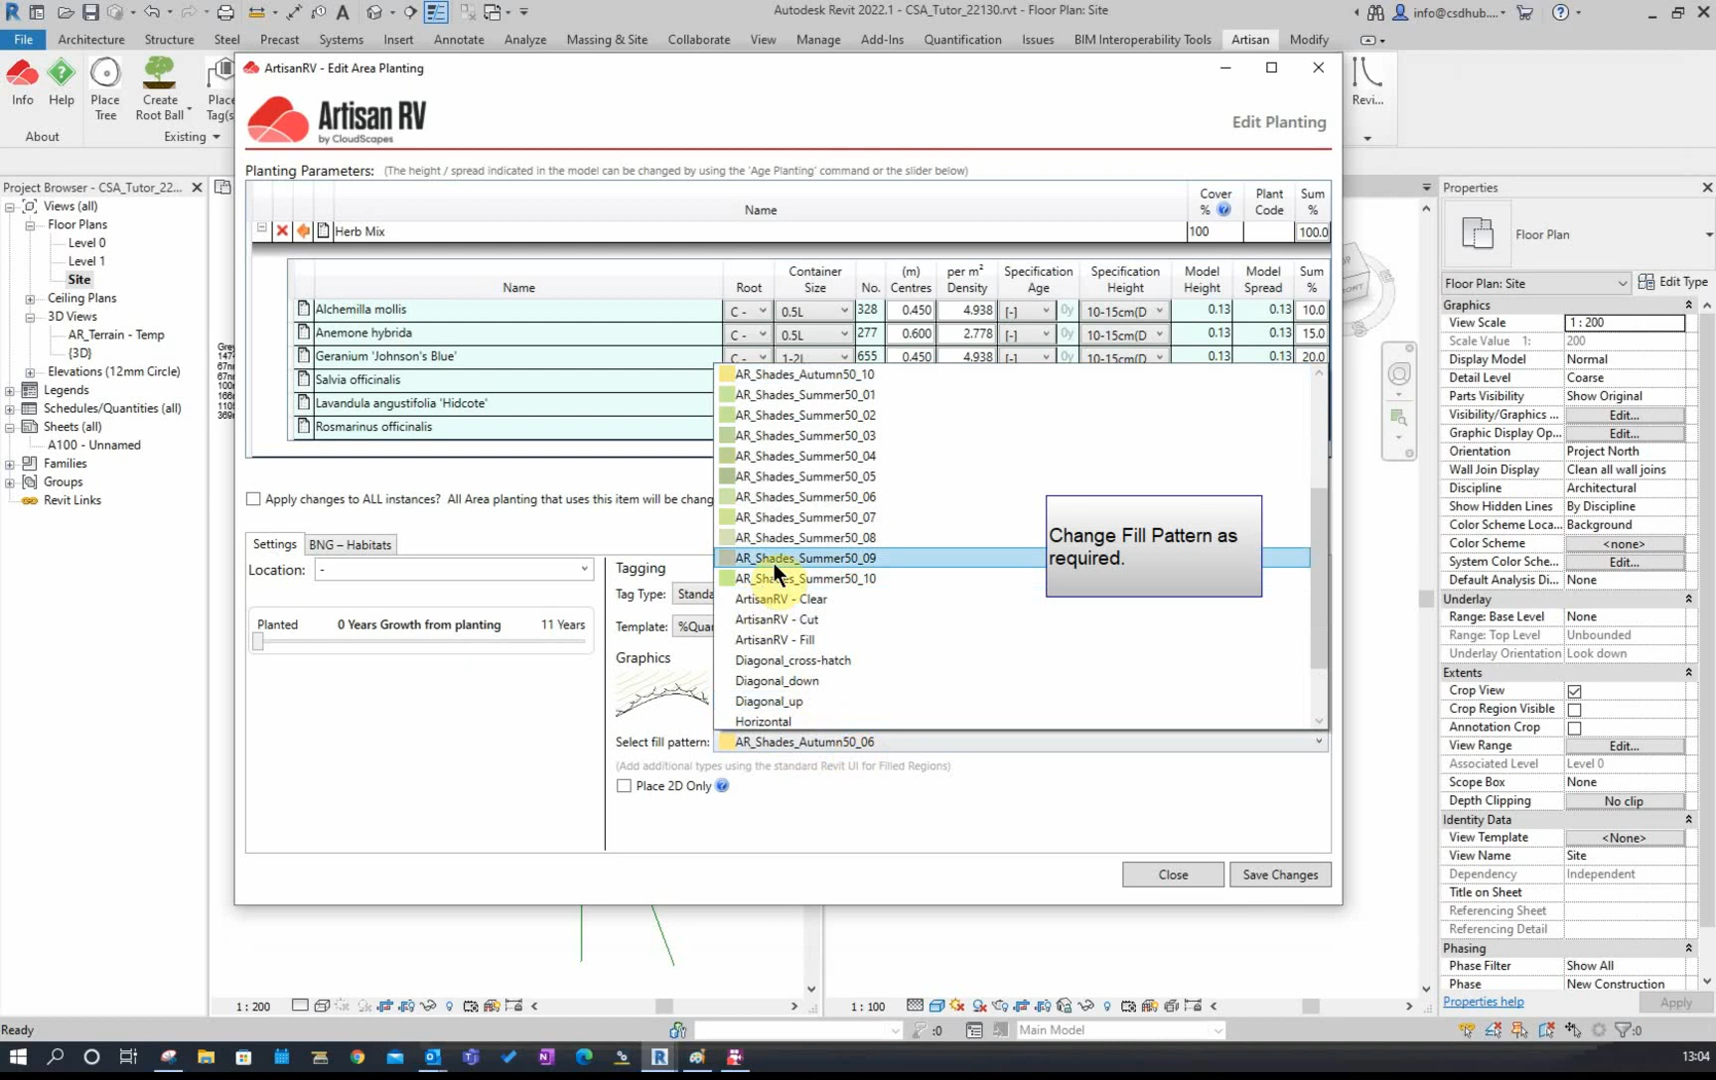 Autodesk Revit 2022.1 - CSA_Tutor_22130.rvt - Floor Plan: Site
info@csdhub....
File Architecture Structure Steel Precast Systems Insert Annotate Analyze Massing & Site Collaborate View Manage Add-Ins Quantification Issues BIM Interoperability Tools Artisan Modify
Info
Help
Place
Tree
Create
Root Ball
Place
Tag(s
About
Existing
Revi...
ArtisanRV - Edit Area Planting
Artisan RV
by CloudScapes
Edit Planting
Planting Parameters: (The height / spread indicated in the model can be changed by using the 'Age Planting' command or the slider below)
Name
Cover
%
Plant
Code
Sum
%
Herb Mix 100 100.0
Name
Root
Container
Size
No.
(m)
Centres
per m²
Density
Specification
Age
Specification
Height
Model
Height
Model
Spread
Sum
%
Alchemilla mollis C - 0.5L 328 0.450 4.938 [-] 0y 10-15cm(D 0.13 0.13 10.0
Anemone hybrida C - 0.5L 277 0.600 2.778 [-] 0y 10-15cm(D 0.13 0.13 15.0
Geranium 'Johnson's Blue' C - 1-2L 655 0.450 4.938 [-] 0y 10-15cm(D 0.13 0.13 20.0
Salvia officinalis
Lavandula angustifolia 'Hidcote'
Rosmarinus officinalis
AR_Shades_Autumn50_10
AR_Shades_Summer50_01
AR_Shades_Summer50_02
AR_Shades_Summer50_03
AR_Shades_Summer50_04
AR_Shades_Summer50_05
AR_Shades_Summer50_06
AR_Shades_Summer50_07
AR_Shades_Summer50_08
AR_Shades_Summer50_09
AR_Shades_Summer50_10
ArtisanRV - Clear
ArtisanRV - Cut
ArtisanRV - Fill
Diagonal_cross-hatch
Diagonal_down
Diagonal_up
Horizontal
Change Fill Pattern as
required.
Apply changes to ALL instances? All Area planting that uses this item will be chang
Settings
BNG – Habitats
Location: -
Planted 0 Years Growth from planting 11 Years
Tagging
Tag Type: Standa
Template: %Quan
Graphics
Select fill pattern: AR_Shades_Autumn50_06
(Add additional types using the standard Revit UI for Filled Regions)
Place 2D Only
Close
Save Changes
Project Browser - CSA_Tutor_22...
Views (all)
Floor Plans
Level 0
Level 1
Site
Ceiling Plans
3D Views
AR_Terrain - Temp
{3D}
Elevations (12mm Circle)
Legends
Schedules/Quantities (all)
Sheets (all)
A100 - Unnamed
Families
Groups
Revit Links
Properties
Floor Plan
Floor Plan: Site Edit Type
Graphics
View Scale 1 : 200
Scale Value 1: 200
Display Model Normal
Detail Level Coarse
Parts Visibility Show Original
Visibility/Graphics ... Edit...
Graphic Display Op... Edit...
Orientation Project North
Wall Join Display Clean all wall joins
Discipline Architectural
Show Hidden Lines By Discipline
Color Scheme Loca... Background
Color Scheme <none>
System Color Sche... Edit...
Default Analysis Di... None
Underlay
Range: Base Level None
Range: Top Level Unbounded
Underlay Orientation Look down
Extents
Crop View
Crop Region Visible
Annotation Crop
View Range Edit...
Associated Level Level 0
Scope Box None
Depth Clipping No clip
Identity Data
View Template <None>
View Name Site
Dependency Independent
Title on Sheet
Referencing Sheet
Referencing Detail
Phasing
Phase Filter Show All
Phase New Construction
Properties help
Apply
1 : 200
1 : 100
Ready
:0
Main Model
:0
13:04